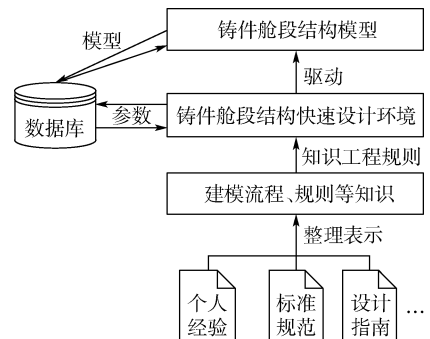 铸件舱段结构模型
模型
驱动
铸件舱段结构快速设计环境
参数
数据库
知识工程规则
建模流程、规则等知识
整理表示
个人
经验
标准
规范
设计
指南
…